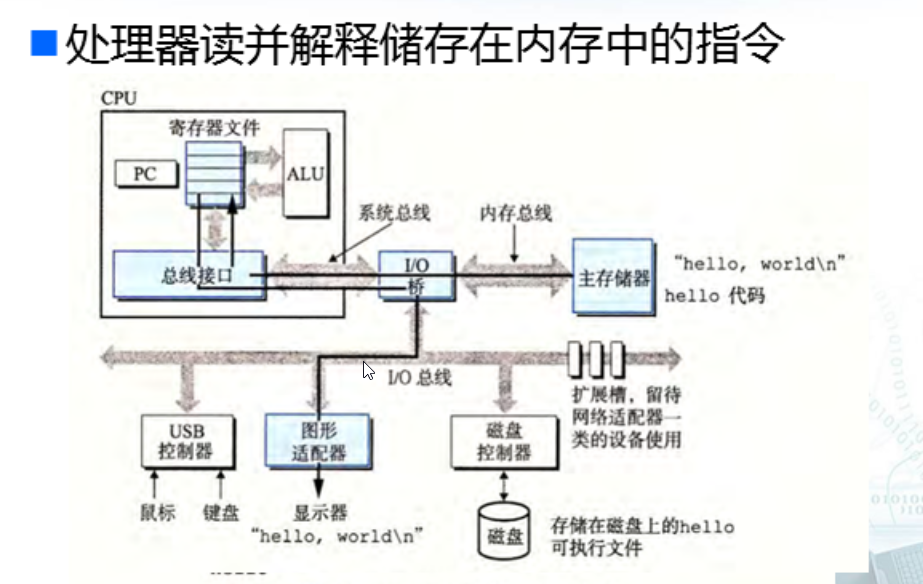 处理器读并解释储存在内存中的指令
CPU
寄存器文件
PC
ALU
系统总线
内存总线
总线接口
I/O
桥
主存储器
"hello, world\n"
hello 代码
I/O 总线
扩展槽，留待
网络适配器一
类的设备使用
USB
控制器
图形
适配器
磁盘
控制器
鼠标
键盘
显示器
"hello, world\n"
磁盘
存储在磁盘上的hello
可执行文件